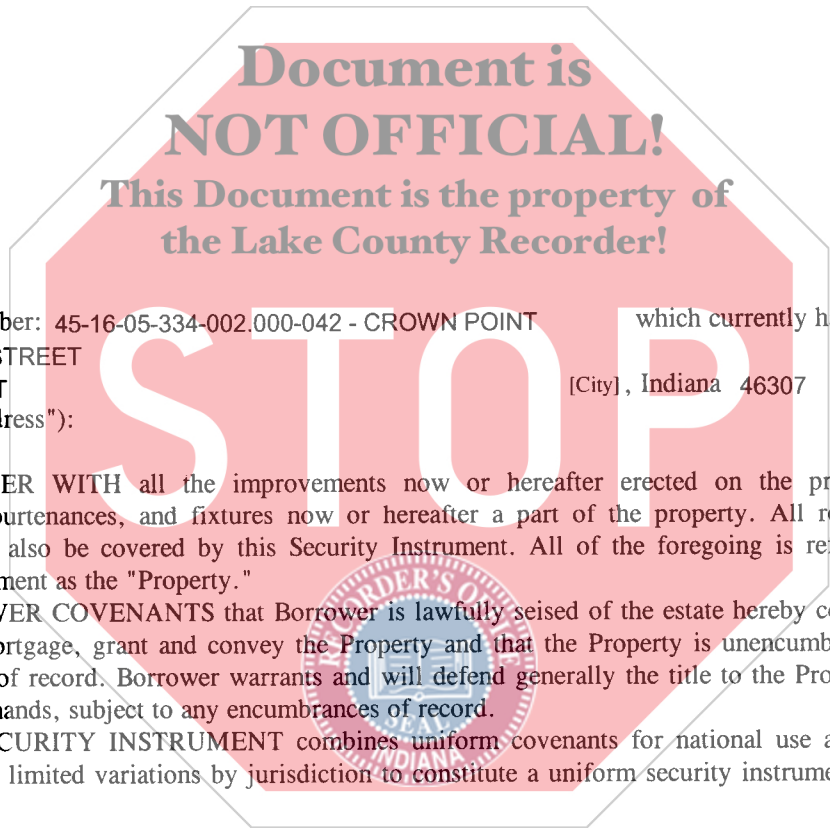 Document is
NOT OFFICIAL!
This Document is the property of
the Lake County Recorder!
STOP
ber: 45-16-05-334-002.000-042 - CROWN POINT which currently h
STREET
T [City], Indiana 46307
dress"):
ER WITH all the improvements now or hereafter erected on the pr
ourtenances, and fixtures now or hereafter a part of the property. All r
also be covered by this Security Instrument. All of the foregoing is re
ment as the "Property."
VER COVENANTS that Borrower is lawfully seised of the estate hereby c
ortgage, grant and convey the Property and that the Property is unencumb
of record. Borrower warrants and will defend generally the title to the Pro
nands, subject to any encumbrances of record.
CURITY INSTRUMENT combines uniform covenants for national use a
limited variations by jurisdiction to constitute a uniform security instrume
RECORDER'S OFFICE
SEAL
INDIANA